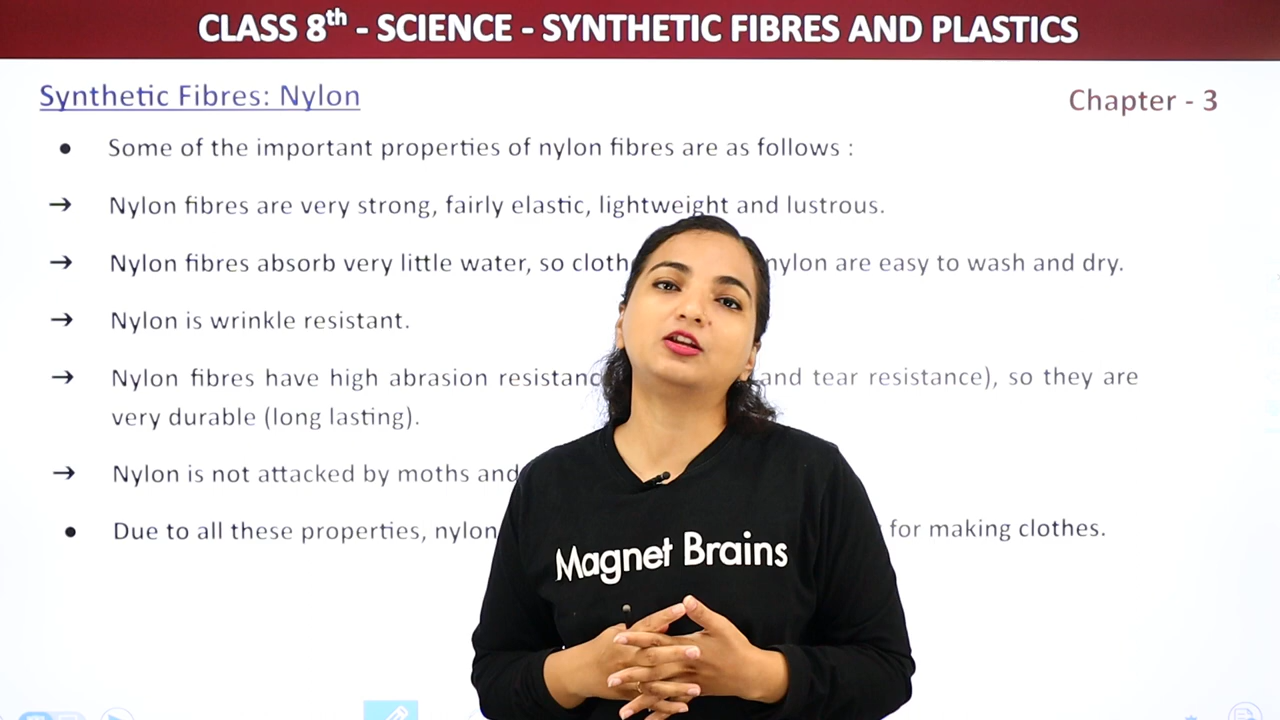 CLASS 8th - SCIENCE - SYNTHETIC FIBRES AND PLASTICS
Synthetic Fibres: Nylon
Chapter - 3
● Some of the important properties of nylon fibres are as follows :
→ Nylon fibres are very strong, fairly elastic, lightweight and lustrous.
→ Nylon fibres absorb very little water, so cloth nylon are easy to wash and dry.
→ Nylon is wrinkle resistant.
→ Nylon fibres have high abrasion resistanc and tear resistance), so they are
very durable (long lasting).
→ Nylon is not attacked by moths and
● Due to all these properties, nylon for making clothes.
Magnet Brains